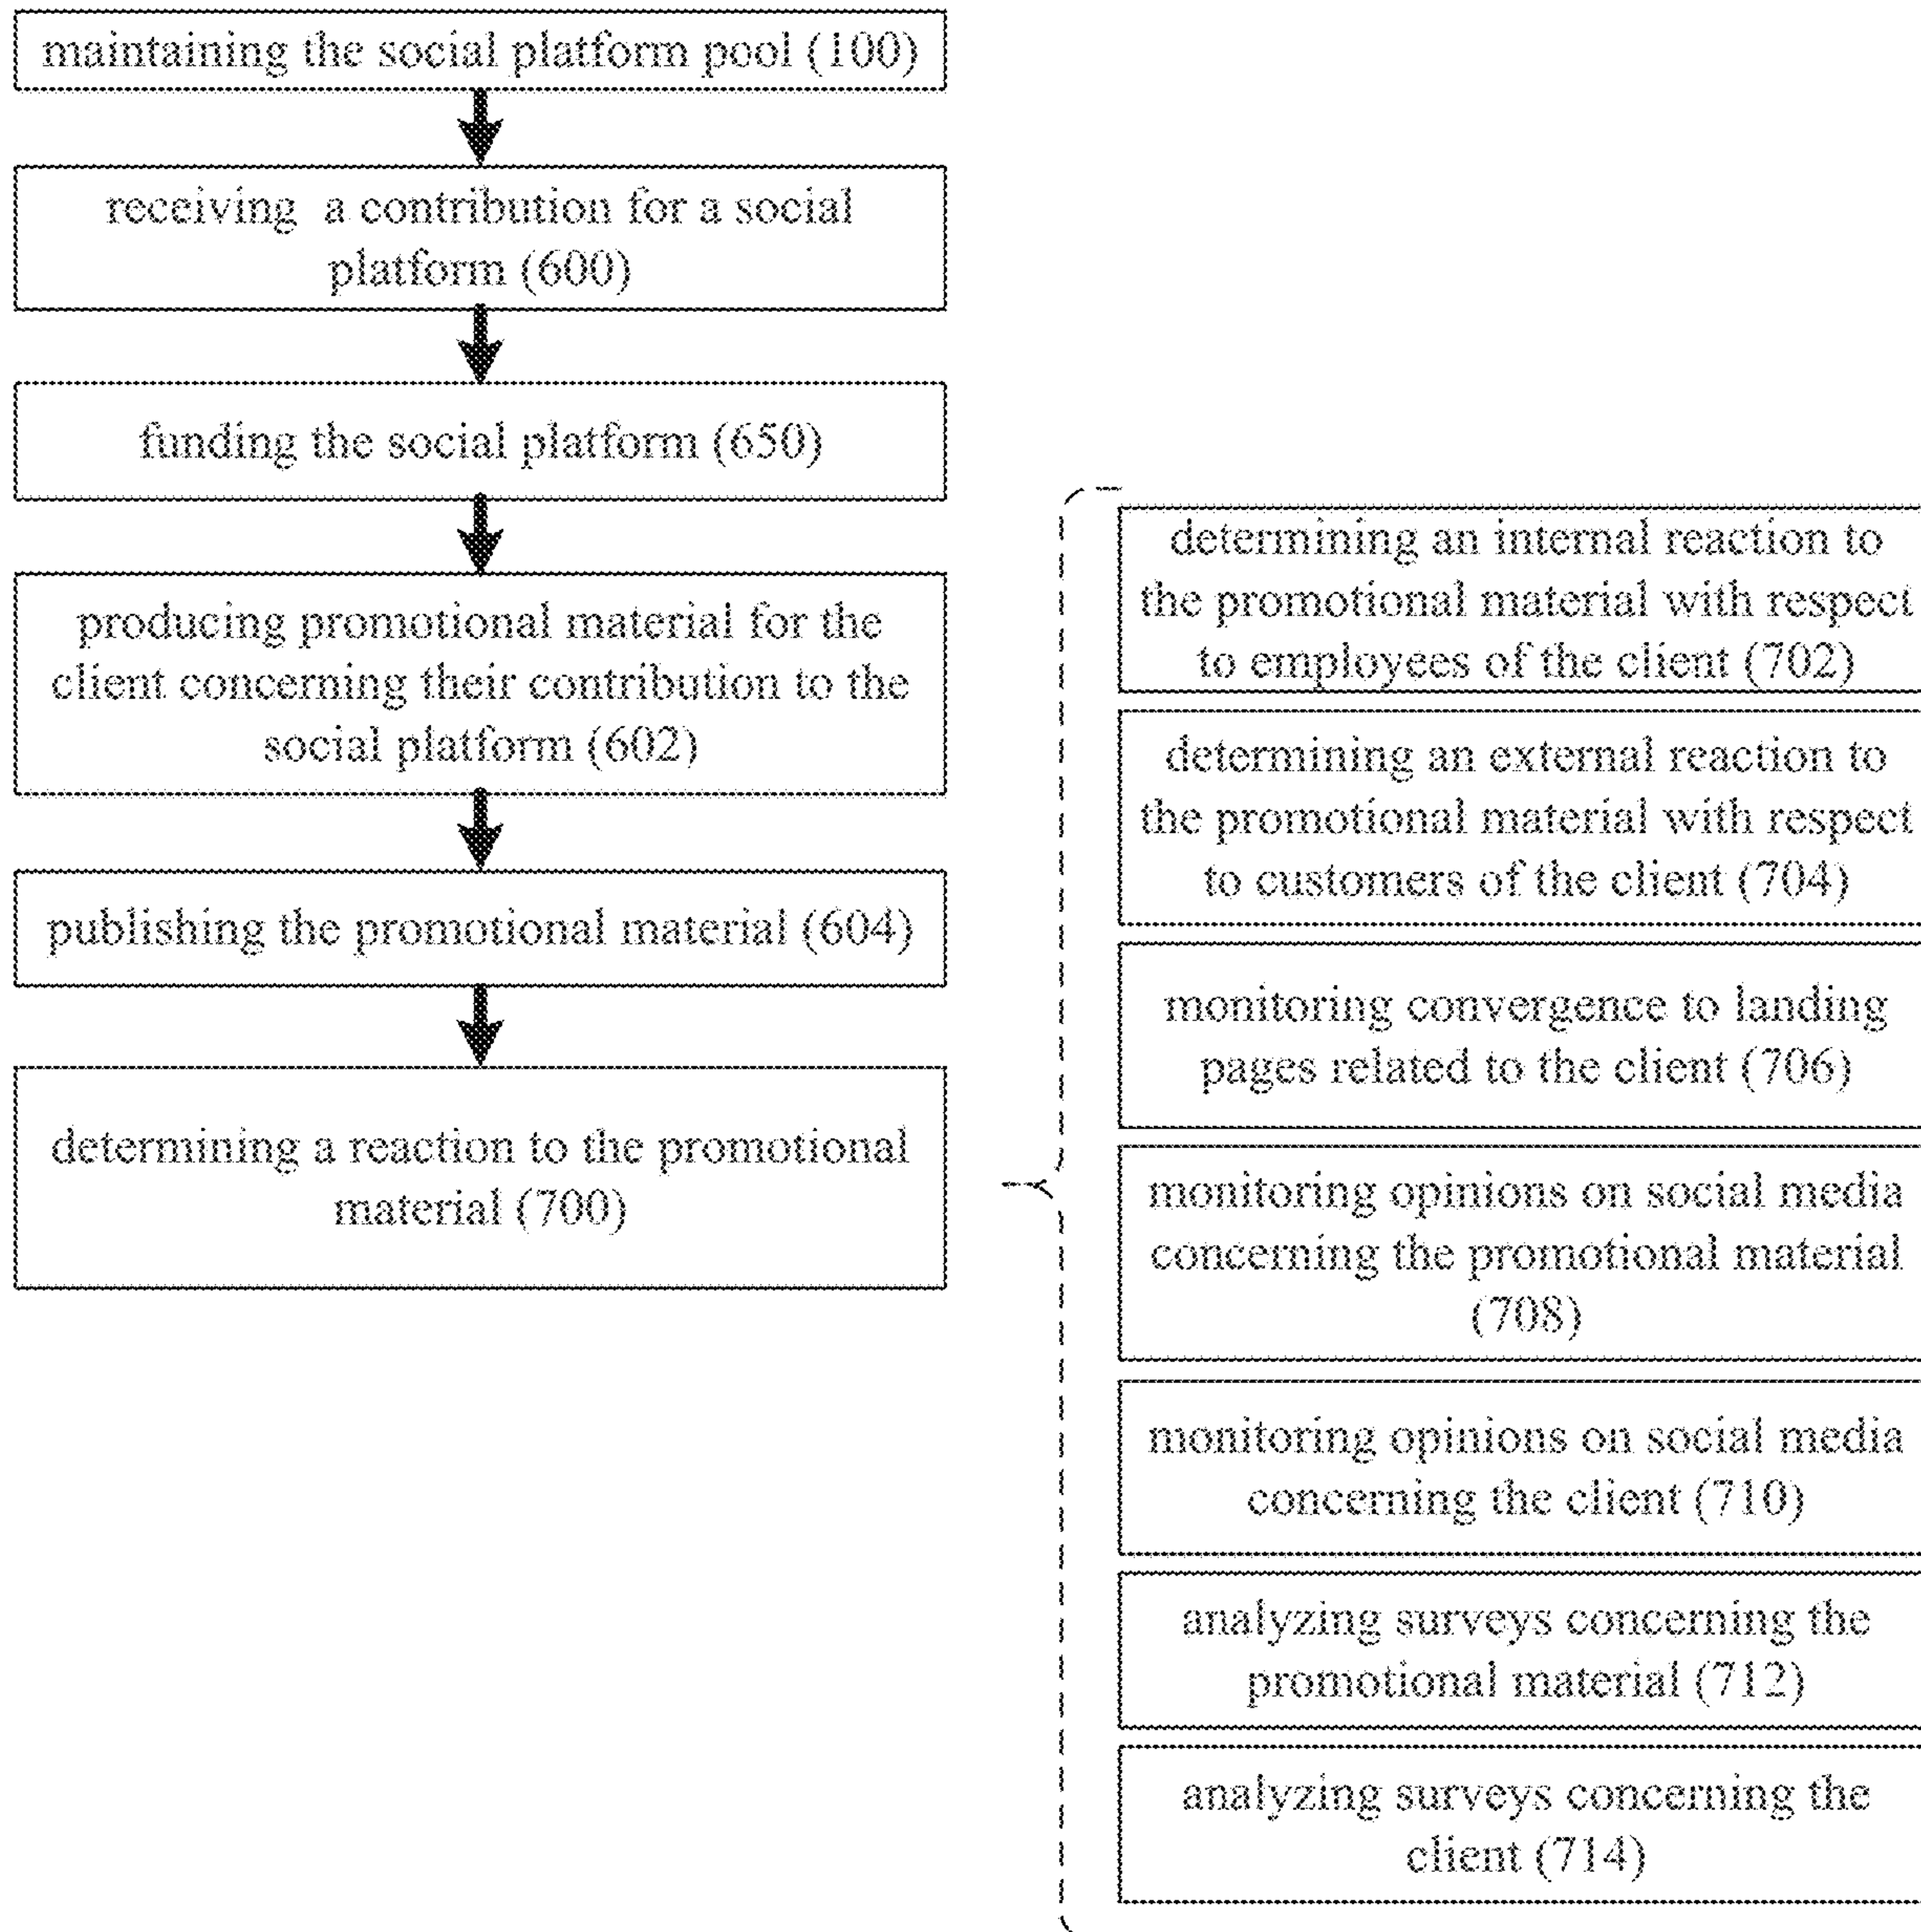 maintaining the social platform pool (100)
receiving a contribution for a social
platform (600)
funding the social platform (650)
producing promotional material for the
client concerning their contribution to the
social platform (602)
publishing the promotional material (604)
determining a reaction to the promotional
material (700)
determining an internal reaction to
the promotional material with respect
to employees of the client (702)
determining an external reaction to
the promotional material with respect
to customers of the client (704)
monitoring convergence to landing
pages related to the client (706)
monitoring opinions on social media
concerning the promotional material
(708)
monitoring opinions on social media
concerning the client (710)
analyzing surveys concerning the
promotional material (712)
analyzing surveys concerning the
client (714)